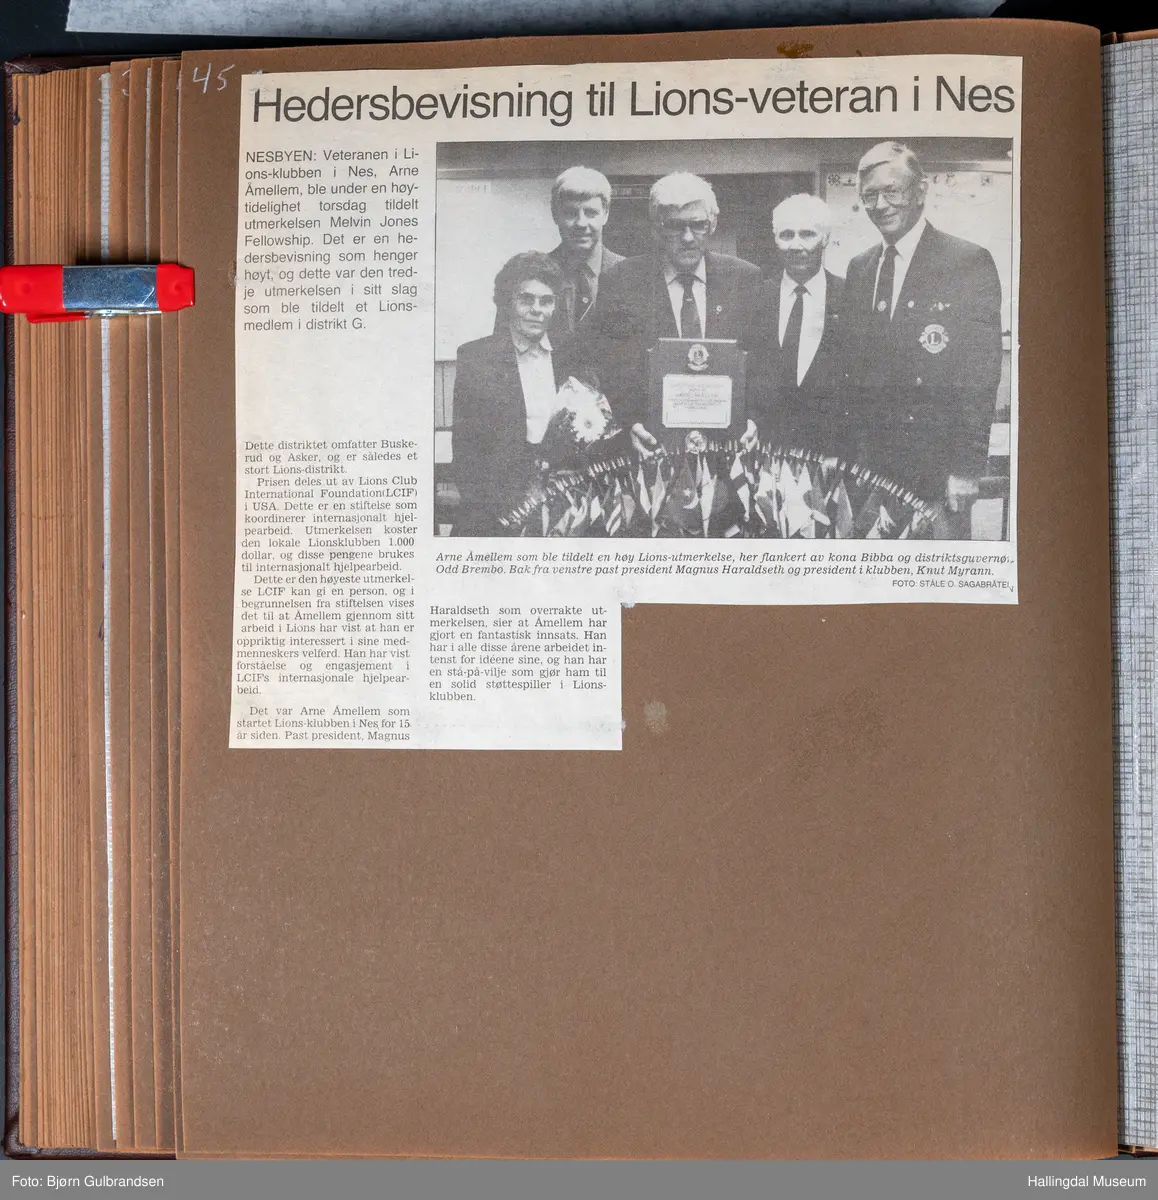 45
Hedersbevisning til Lions-veteran i Nes
NESBYEN: Veteranen i Li-
ons-klubben i Nes, Arne
Åmellem, ble under en høy-
tidelighet torsdag tildelt
utmerkelsen Melvin Jones
Fellowship. Det er en he-
dersbevisning som henger
høyt, og dette var den tred-
je utmerkelsen i sitt slag
som ble tildelt et Lions-
medlem i distrikt G.
Dette distriktet omfatter Buske-
rud og Asker, og er således et
stort Lions-distrikt.
Prisen deles ut av Lions Club
International Foundation(LCIF)
i USA. Dette er en stiftelse som
koordinerer internasjonalt hjel-
pearbeid. Utmerkelsen koster
den lokale Lionsklubben 1.000
dollar, og disse pengene brukes
til internasjonalt hjelpearbeid.
Dette er den høyeste utmerkel-
se LCIF kan gi en person, og i
begrunnelsen fra stiftelsen vises
det til at Åmellem gjennom sitt
arbeid i Lions har vist at han er
oppriktig interessert i sine med-
menneskers velferd. Han har vist
forståelse og engasjement i
LCIFs internasjonale hjelpear-
beid.
Det var Arne Åmellem som
startet Lions-klubben i Nes for 15
år siden. Past president, Magnus
Arne Åmellem som ble tildelt en høy Lions-utmerkelse, her flankert av kona Bibba og distriktsguvernør
Odd Brembo. Bak fra venstre past president Magnus Haraldseth og president i klubben, Knut Myrann.
FOTO: STÅLE O. SAGABRÅTEN
Haraldseth som overrakte ut-
merkelsen, sier at Åmellem har
gjort en fantastisk innsats. Han
har i alle disse årene arbeidet in-
tenst for idéene sine, og han har
en stå-på-vilje som gjør ham til
en solid støttespiller i Lions-
klubben.
Foto: Bjørn Gulbrandsen
Hallingdal Museum